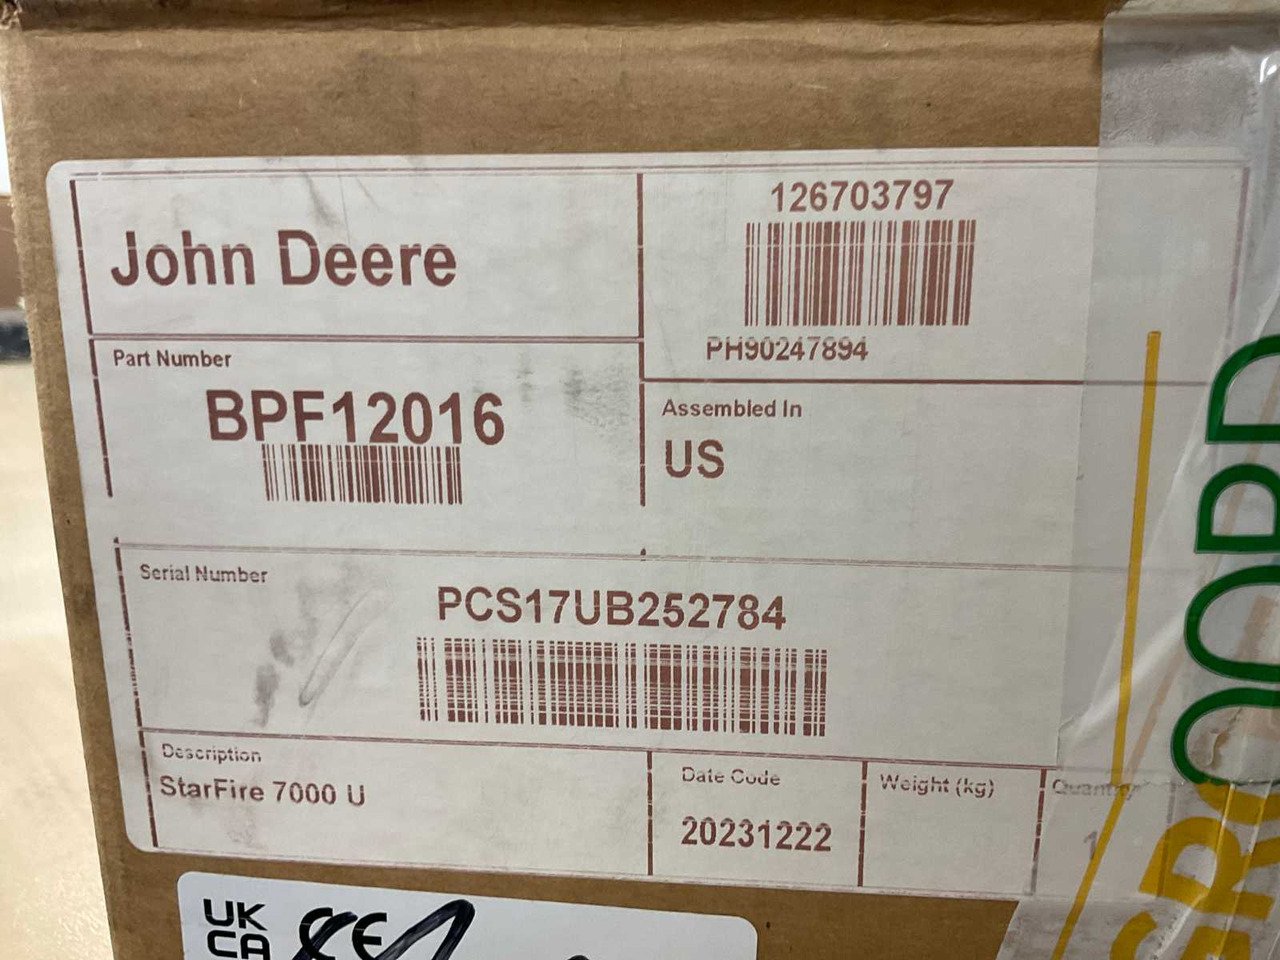 126703797
John Deere
PH90247894
Part Number
BPF12016
Assembled In
US
Serial Number
PCS17UB252784
Description
StarFire 7000 U
Date Code
20231222
Weight (kg)
Quantity
1
UK
CA
CE